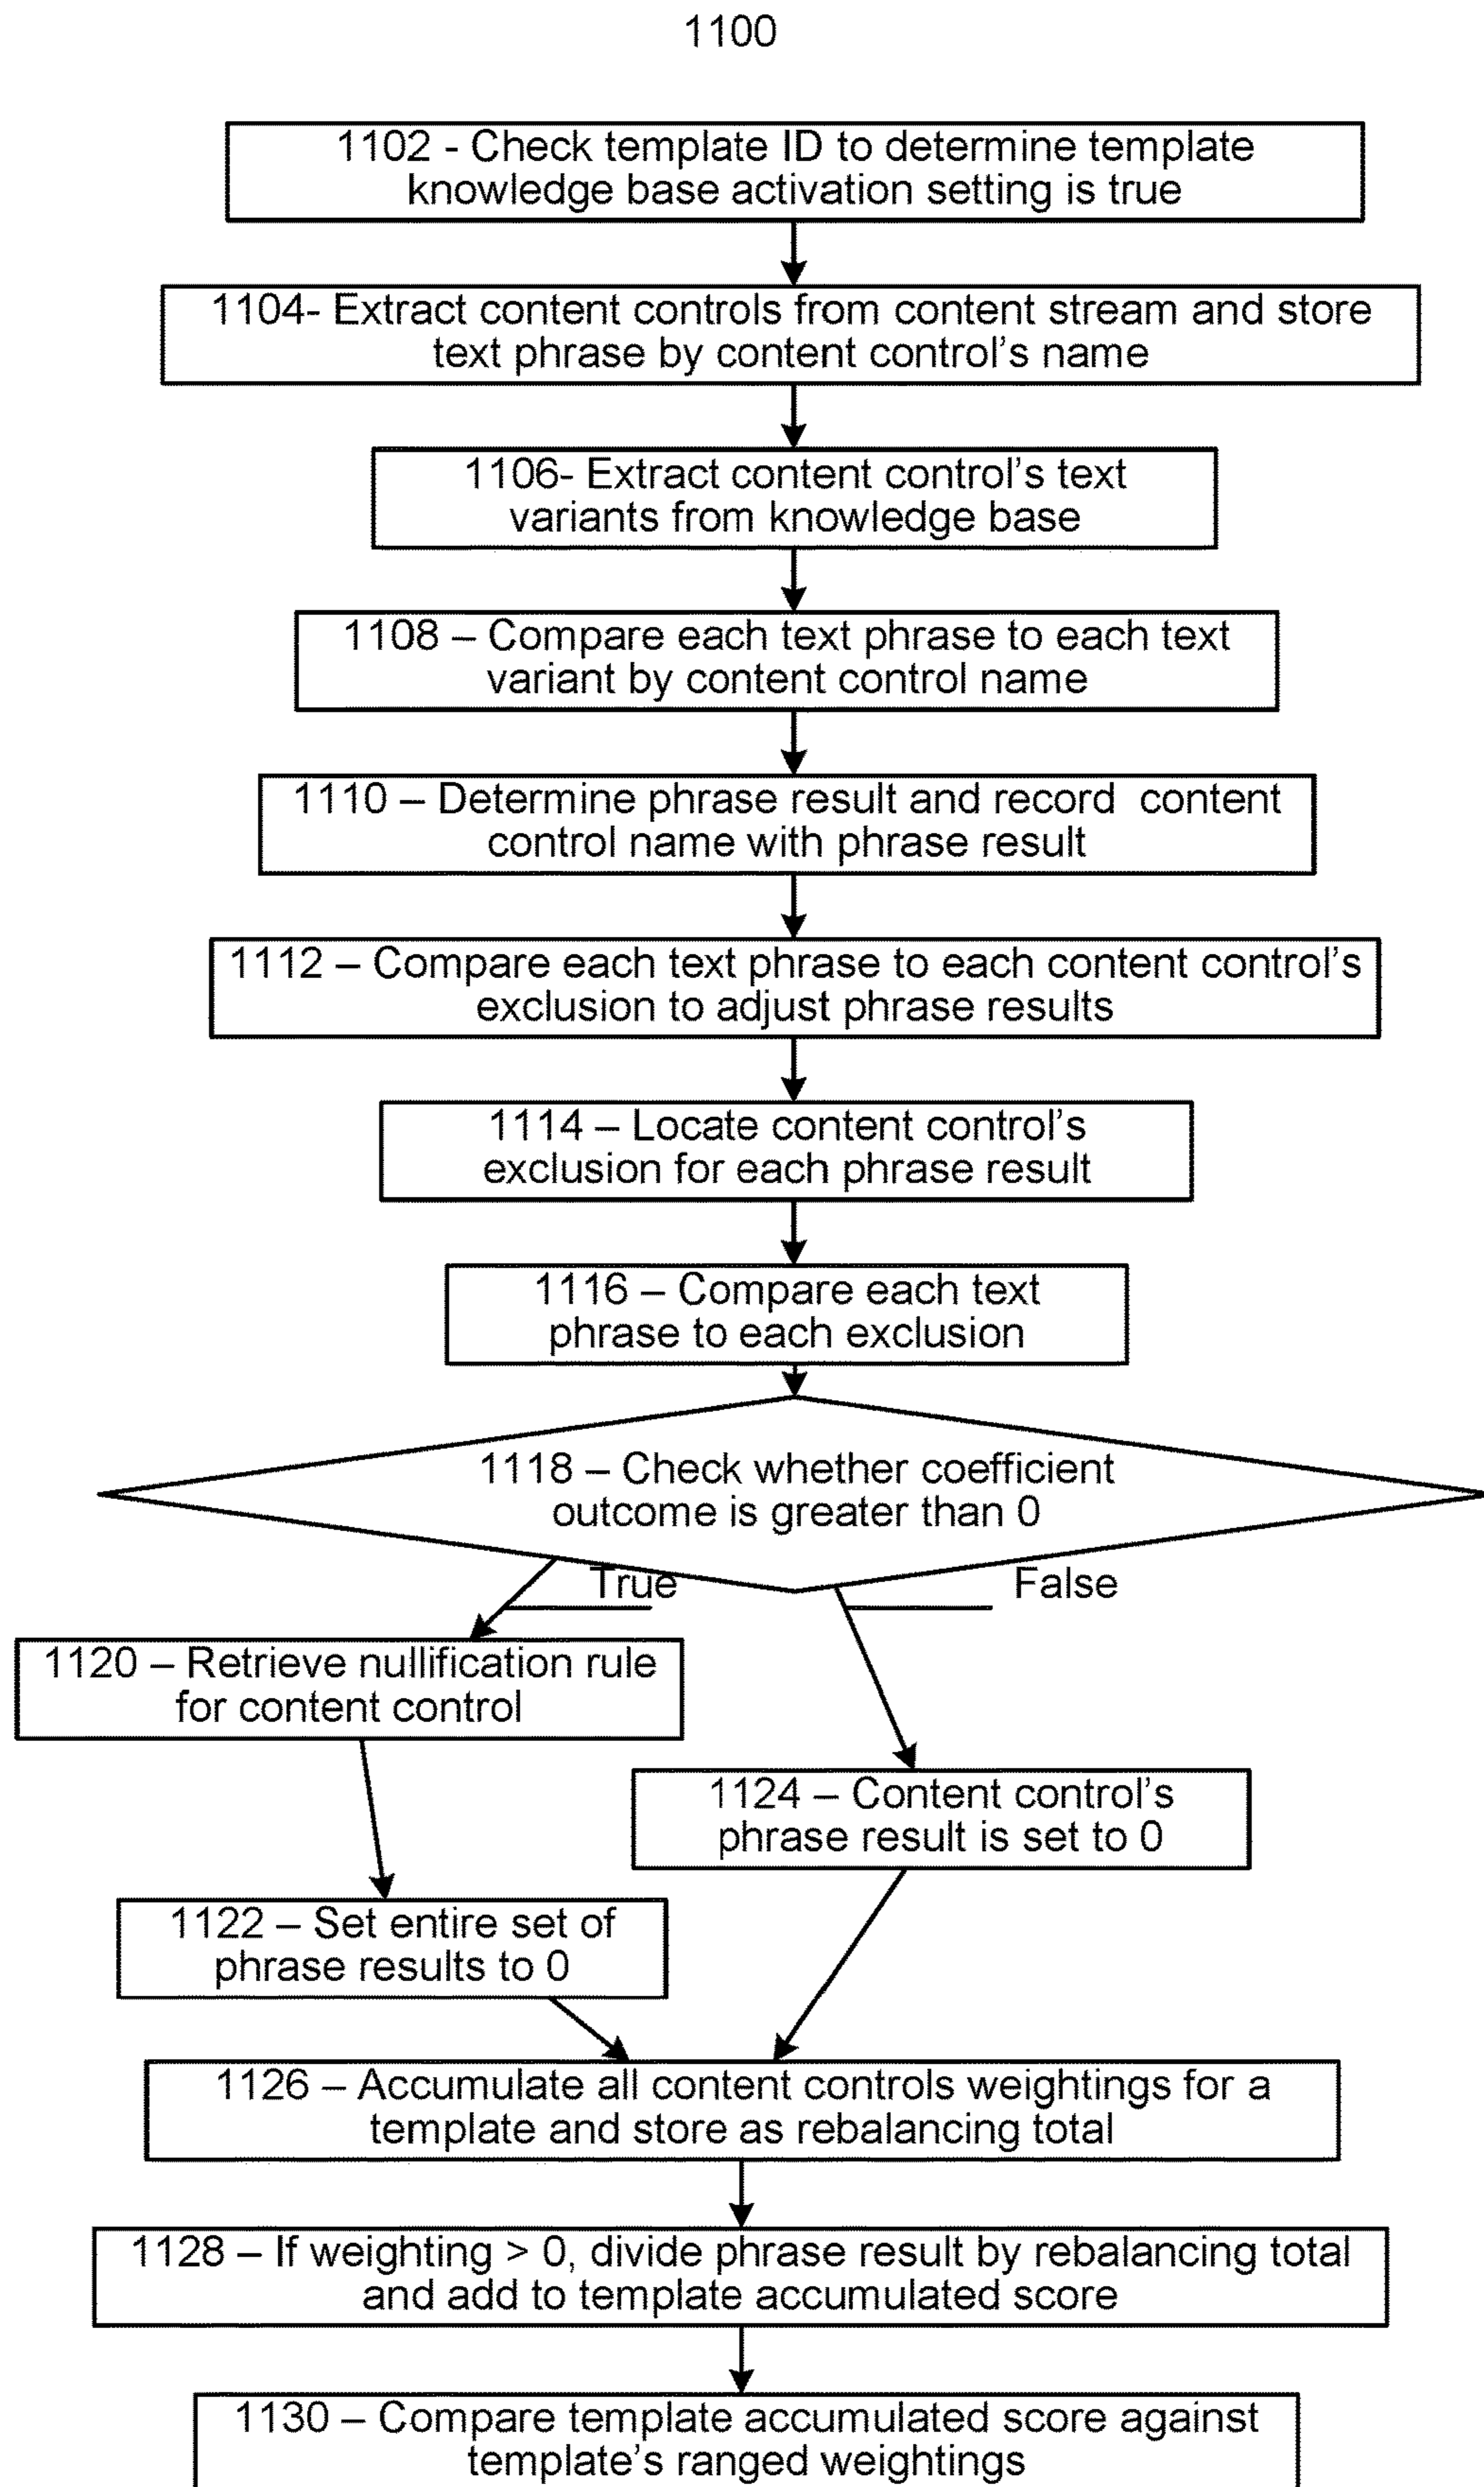 1100
1102 - Check template ID to determine template
knowledge base activation setting is true
1104- Extract content controls from content stream and store
text phrase by content control's name
1106- Extract content control's text
variants from knowledge base
1108 – Compare each text phrase to each text
variant by content control name
1110 – Determine phrase result and record  content
control name with phrase result
1112 – Compare each text phrase to each content control's
exclusion to adjust phrase results
1114 – Locate content control's
exclusion for each phrase result
1116 – Compare each text
phrase to each exclusion
1118 – Check whether coefficient
outcome is greater than 0
True
False
1120 – Retrieve nullification rule
for content control
1124 – Content control's
phrase result is set to 0
1122 – Set entire set of
phrase results to 0
1126 – Accumulate all content controls weightings for a
template and store as rebalancing total
1128 – If weighting > 0, divide phrase result by rebalancing total
and add to template accumulated score
1130 – Compare template accumulated score against
template's ranged weightings